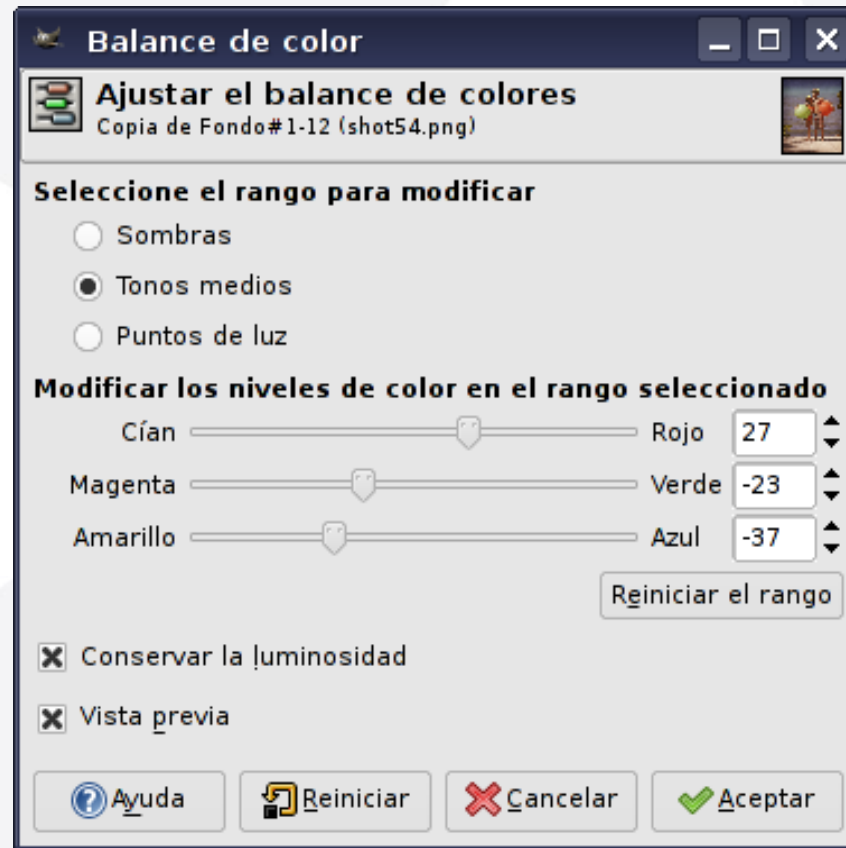 Balance de color
Ajustar el balance de colores
Copia de Fondo#1-12 (shot54.png)
Seleccione el rango para modificar
Sombras
Tonos medios
Puntos de luz
Modificar los niveles de color en el rango seleccionado
Cían Rojo 27
Magenta Verde -23
Amarillo Azul -37
Reiniciar el rango
Conservar la luminosidad
Vista previa
Ayuda Reiniciar Cancelar Aceptar